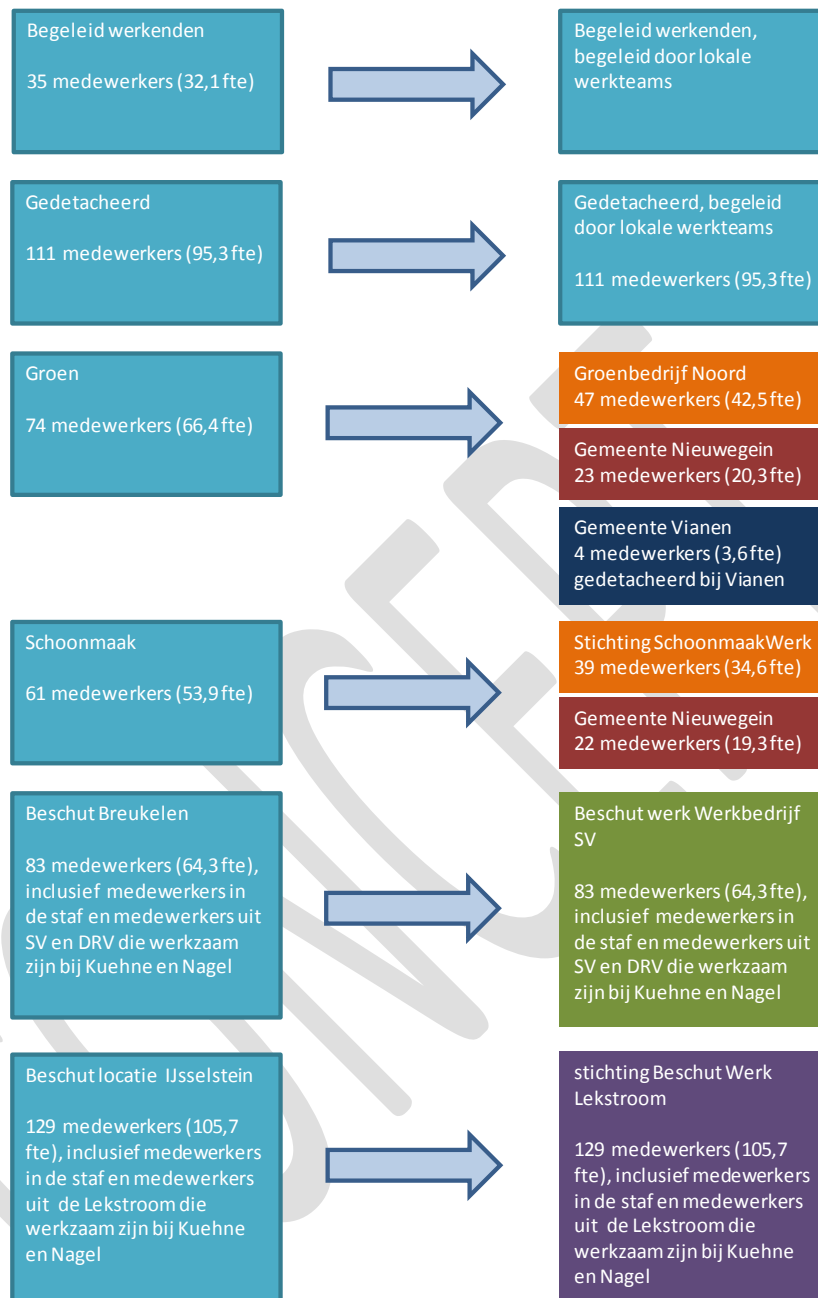 Begeleid werkenden
35 medewerkers (32,1 fte)
Begeleid werkenden,
begeleid door lokale
werkteams
Gedetacheerd
111 medewerkers (95,3 fte)
Gedetacheerd, begeleid
door lokale werkteams
111 medewerkers (95,3 fte)
Groen
74 medewerkers (66,4 fte)
Groenbedrijf Noord
47 medewerkers (42,5 fte)
Gemeente Nieuwegein
23 medewerkers (20,3 fte)
Gemeente Vianen
4 medewerkers (3,6 fte)
gedetacheerd bij Vianen
Schoonmaak
61 medewerkers (53,9 fte)
Stichting SchoonmaakWerk
39 medewerkers (34,6 fte)
Gemeente Nieuwegein
22 medewerkers (19,3 fte)
Beschut Breukelen
83 medewerkers (64,3 fte),
inclusief medewerkers in
de staf en medewerkers uit
SV en DRV die werkzaam
zijn bij Kuehne en Nagel
Beschut werk Werkbedrijf
SV
83 medewerkers (64,3 fte),
inclusief medewerkers in
de staf en medewerkers uit
SV en DRV die werkzaam
zijn bij Kuehne en Nagel
Beschut locatie IJsselstein
129 medewerkers (105,7
fte), inclusief medewerkers
in de staf en medewerkers
uit de Lekstroom die
werkzaam zijn bij Kuehne
en Nagel
stichting Beschut Werk
Lekstroom
129 medewerkers (105,7
fte), inclusief medewerkers
in de staf en medewerkers
uit de Lekstroom die
werkzaam zijn bij Kuehne
en Nagel
CONCEPT